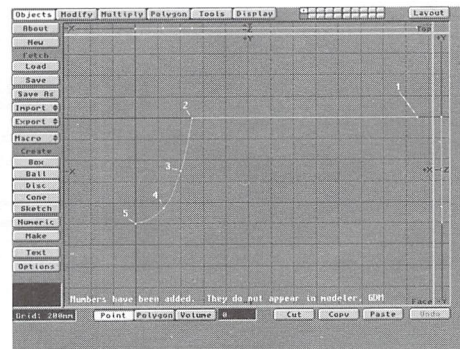 Objects Modify Multiply Polygon Tools Display Layout
About
New
Fetch
Load
Save
Save As
Import
Export
Macro
Create
Box
Ball
Disc
Cone
Sketch
Numeric
Make
Text
Options
-X -Z Top
+Y +Y
1
2
3
4
5
-X +X -Z
Numbers have been added. They do not appear in modeler. GDM
Face -Y
Grid: 200mm Point Polygon Volume 0 Cut Copy Paste Undo